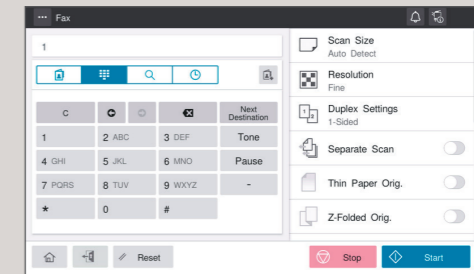 Fax
1
C
Next
Destination
1
2 ABC
3 DEF
Tone
4 GHI
5 JKL
6 MNO
Pause
7 PQRS
8 TUV
9 WXYZ
-
*
0
#
Scan Size
Auto Detect
Resolution
Fine
Duplex Settings
1-Sided
Separate Scan
Thin Paper Orig.
Z-Folded Orig.
Reset
Stop
Start